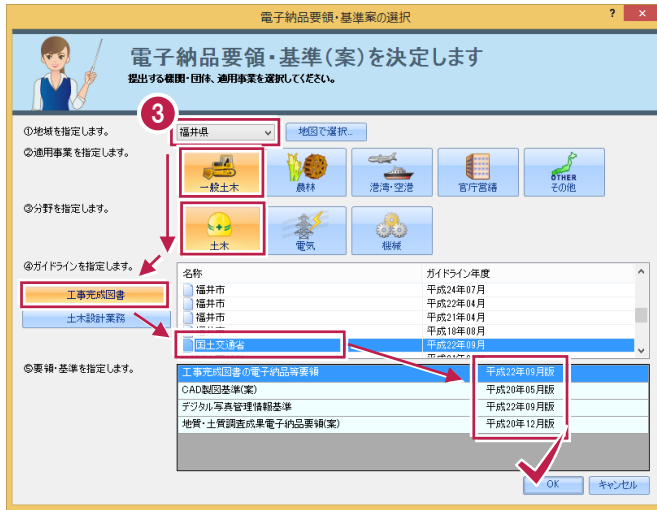 電子納品要領・基準案の選択
?
×
電子納品要領・基準(案)を決定します
提出する機関・団体、適用事業を選択してください。
3
①地域を指定します。
福井県
地図で選択...
②適用事業を指定します。
一般土木
農林
港湾・空港
官庁営繕
OTHER
その他
③分野を指定します。
土木
電気
機械
④ガイドラインを指定します。
工事完成図書
土木設計業務
名称 ガイドライン年度
福井市 平成24年07月
福井市 平成22年04月
福井市 平成21年04月
平成18年08月
国土交通省 平成22年09月
⑤要領・基準を指定します。
工事完成図書の電子納品等要領 平成22年09月版
CAD製図基準(案) 平成20年05月版
デジタル写真管理情報基準 平成22年09月版
地質・土質調査成果電子納品要領(案) 平成20年12月版
OK
キャンセル